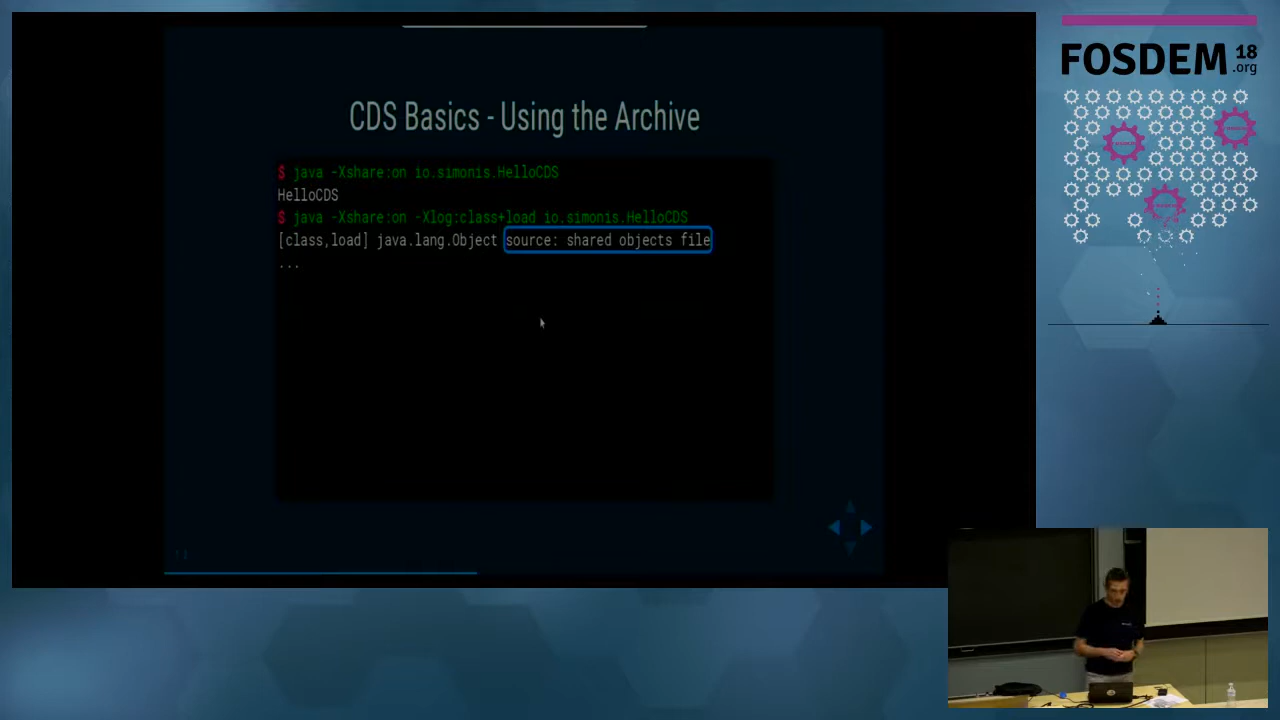 FOSDEM 18
.org
CDS Basics - Using the Archive
$ java -Xshare:on io.simonis.HelloCDS
HelloCDS
$ java -Xshare:on -Xlog:class+load io.simonis.HelloCDS
[class,load] java.lang.Object source: shared objects file
...
11